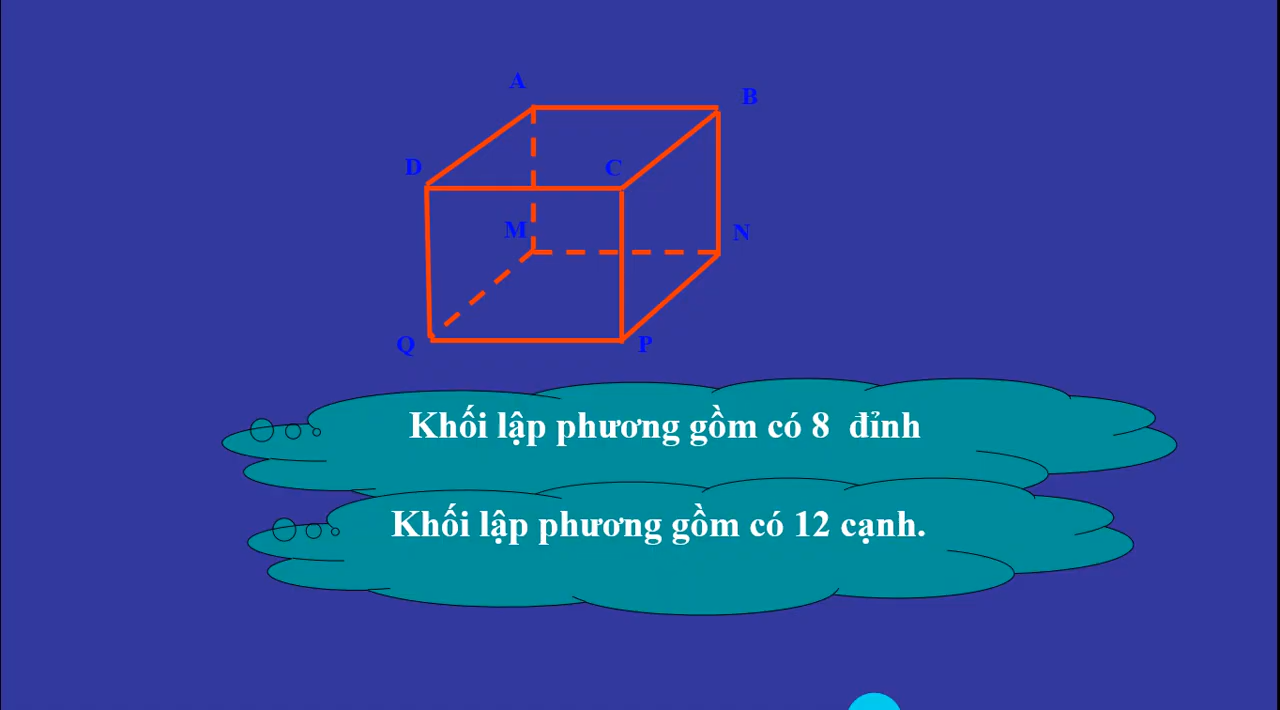 A
B
D
C
M
N
Q
P
Khối lập phương gồm có 8 đỉnh
Khối lập phương gồm có 12 cạnh.